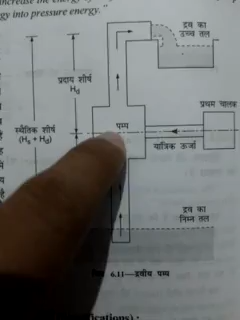 gy into pressure energy."
द्रव का
उच्च तल
प्रदाय शीर्ष
Hd
पम्प
प्रथम चालक
स्थैतिक शीर्ष
(Hs + Hd)
यांत्रिक ऊर्जा
द्रव का
निम्न तल
6.11—द्रवीय पम्प